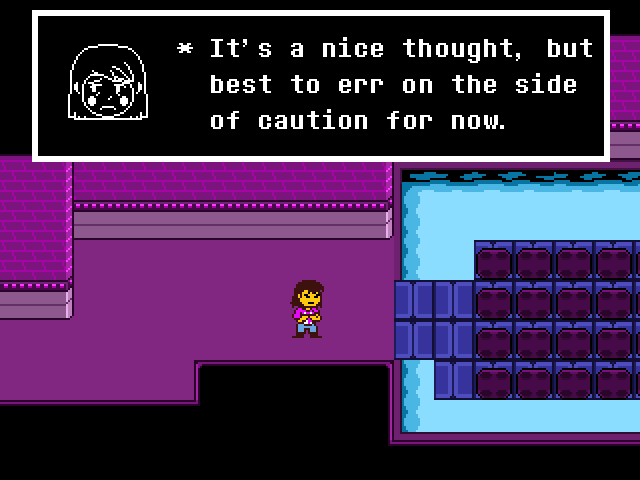 * It's a nice thought, but
best to err on the side
of caution for now.